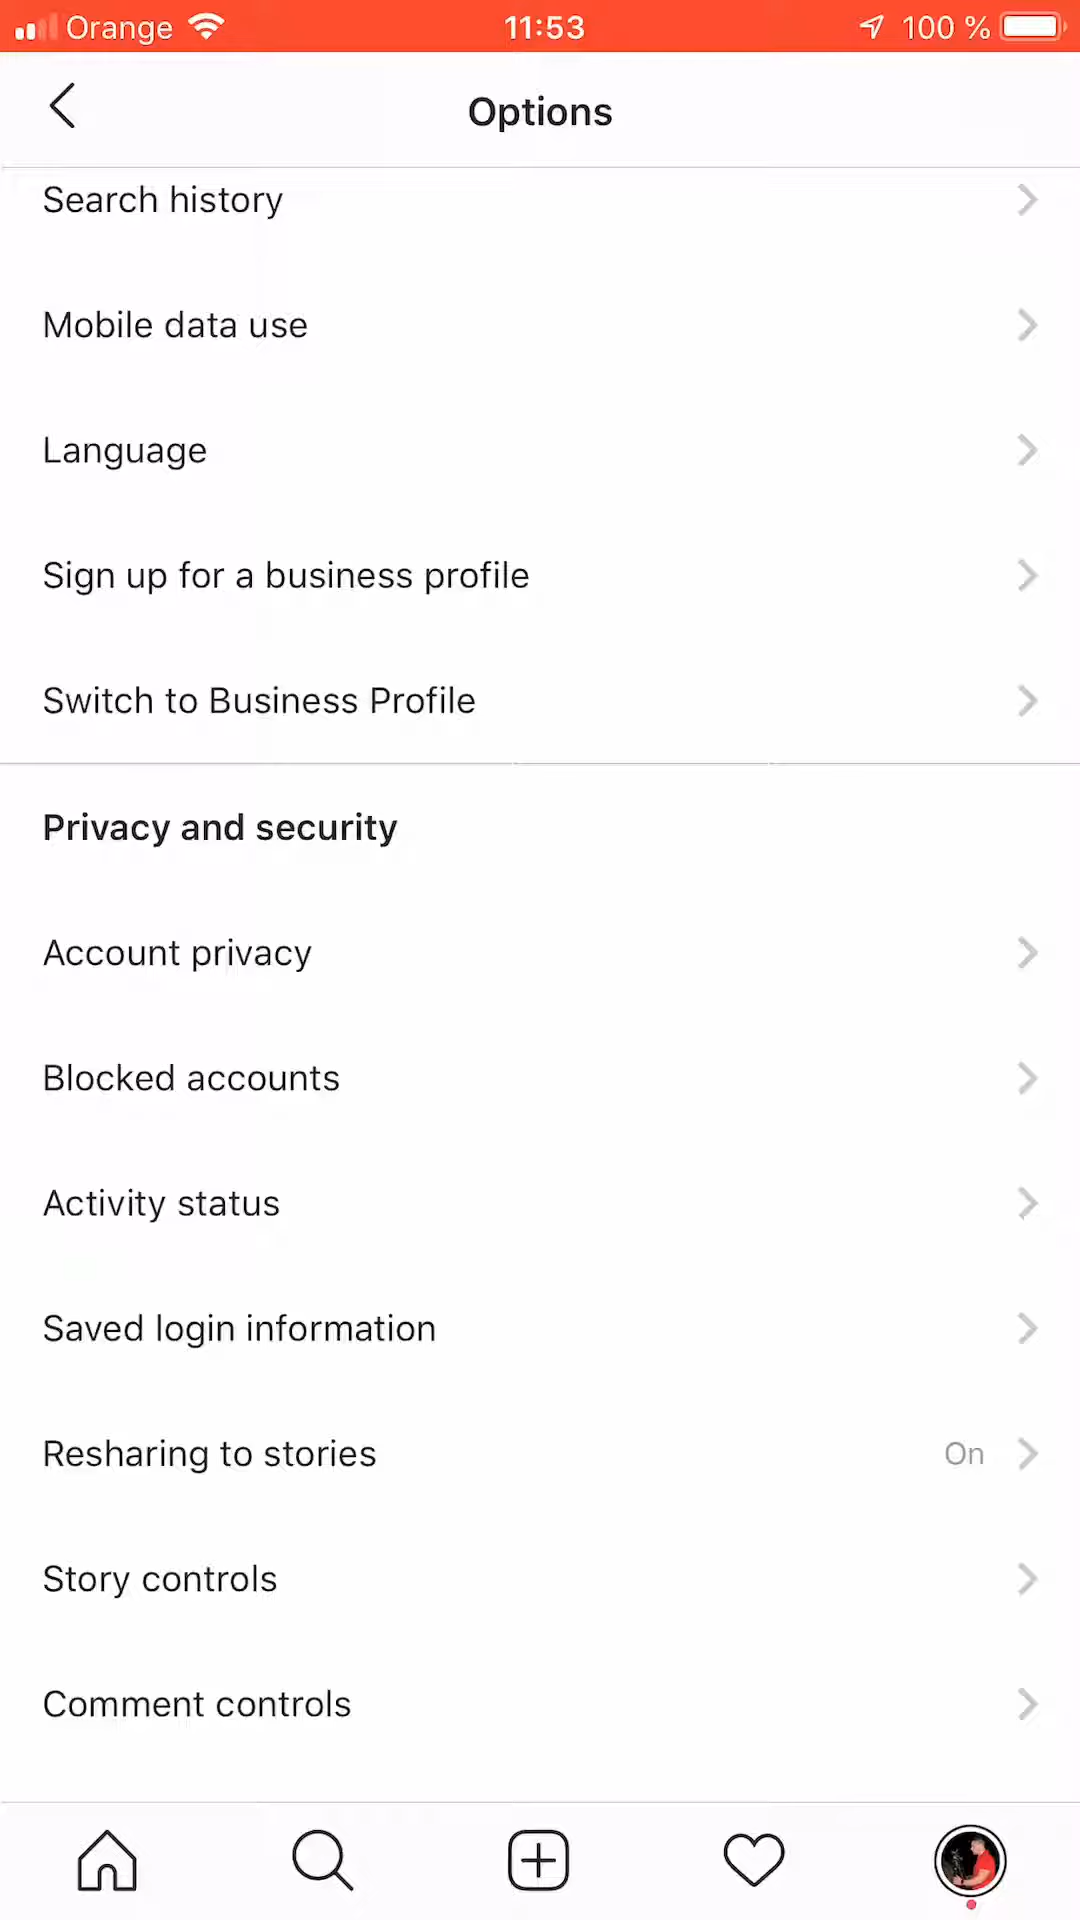 Orange 11:53 100 %
Options
Search history
Mobile data use
Language
Sign up for a business profile
Switch to Business Profile
Privacy and security
Account privacy
Blocked accounts
Activity status
Saved login information
Resharing to stories On
Story controls
Comment controls